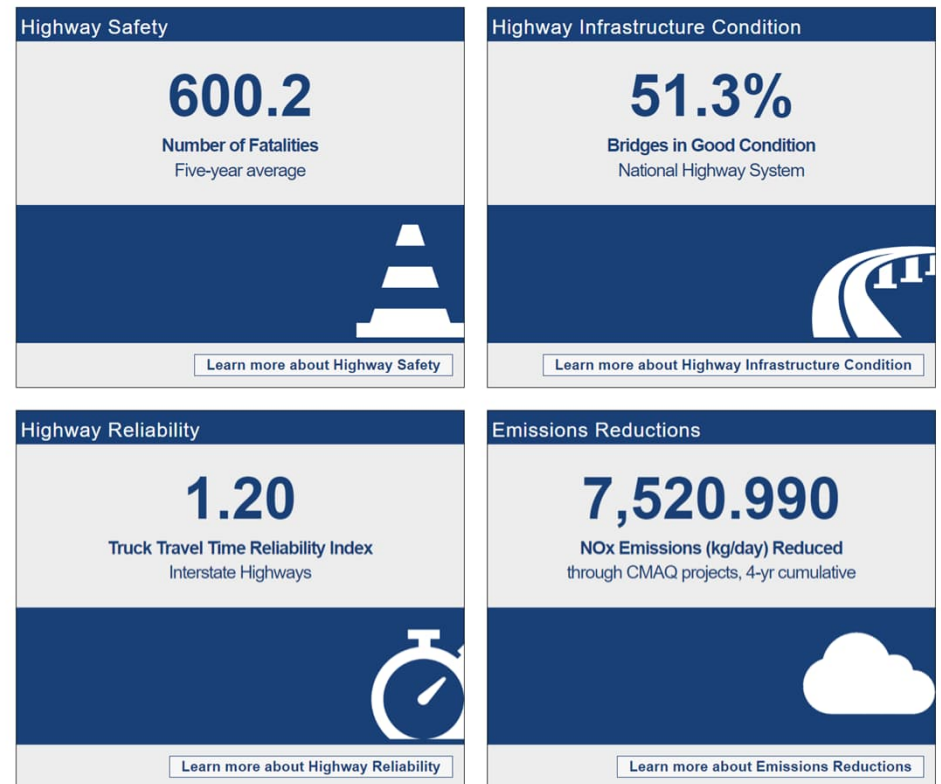 Highway Safety
600.2
Number of Fatalities
Five-year average
Learn more about Highway Safety
Highway Infrastructure Condition
51.3%
Bridges in Good Condition
National Highway System
Learn more about Highway Infrastructure Condition
Highway Reliability
1.20
Truck Travel Time Reliability Index
Interstate Highways
Learn more about Highway Reliability
Emissions Reductions
7,520.990
NOx Emissions (kg/day) Reduced
through CMAQ projects, 4-yr cumulative
Learn more about Emissions Reductions